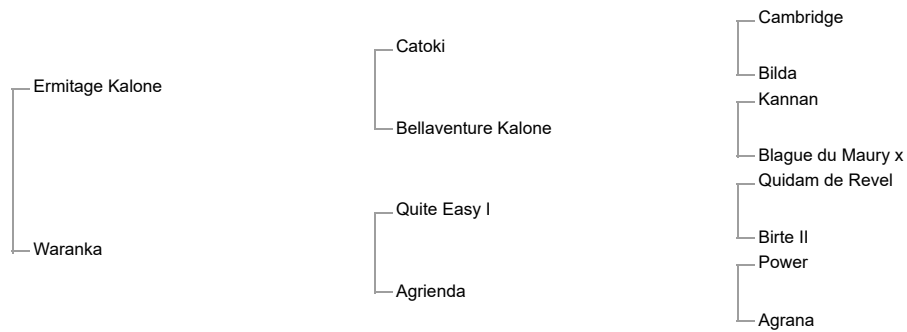 Cambridge
Catoki
Bilda
Ermitage Kalone
Kannan
Bellaventure Kalone
Blague du Maury x
Quidam de Revel
Quite Easy I
Birte II
Waranka
Power
Agrienda
Agrana